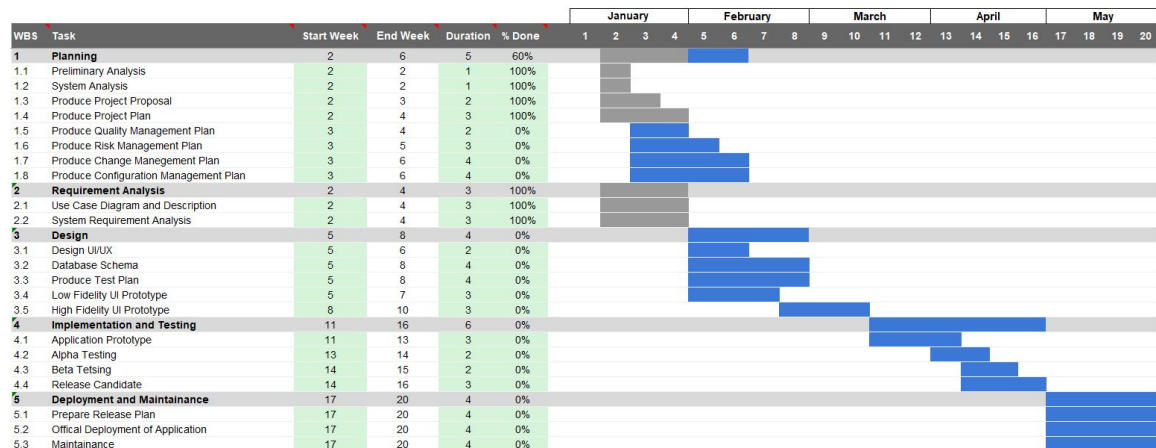 January February March April May
WBS Task Start Week End Week Duration % Done 1 2 3 4 5 6 7 8 9 10 11 12 13 14 15 16 17 18 19 20
1 Planning 2 6 5 60%
1.1 Preliminary Analysis 2 2 1 100%
1.2 System Analysis 2 2 1 100%
1.3 Produce Project Proposal 2 3 2 100%
1.4 Produce Project Plan 2 4 3 100%
1.5 Produce Quality Management Plan 3 4 2 0%
1.6 Produce Risk Management Plan 3 5 3 0%
1.7 Produce Change Manegement Plan 3 6 4 0%
1.8 Produce Configuration Management Plan 3 6 4 0%
2 Requirement Analysis 2 4 3 100%
2.1 Use Case Diagram and Description 2 4 3 100%
2.2 System Requirement Analysis 2 4 3 100%
3 Design 5 8 4 0%
3.1 Design UI/UX 5 6 2 0%
3.2 Database Schema 5 8 4 0%
3.3 Produce Test Plan 5 8 4 0%
3.4 Low Fidelity UI Prototype 5 7 3 0%
3.5 High Fidelity UI Prototype 8 10 3 0%
4 Implementation and Testing 11 16 6 0%
4.1 Application Prototype 11 13 3 0%
4.2 Alpha Testing 13 14 2 0%
4.3 Beta Tetsing 14 15 2 0%
4.4 Release Candidate 14 16 3 0%
5 Deployment and Maintainance 17 20 4 0%
5.1 Prepare Release Plan 17 20 4 0%
5.2 Offical Deployment of Application 17 20 4 0%
5.3 Maintainance 17 20 4 0%